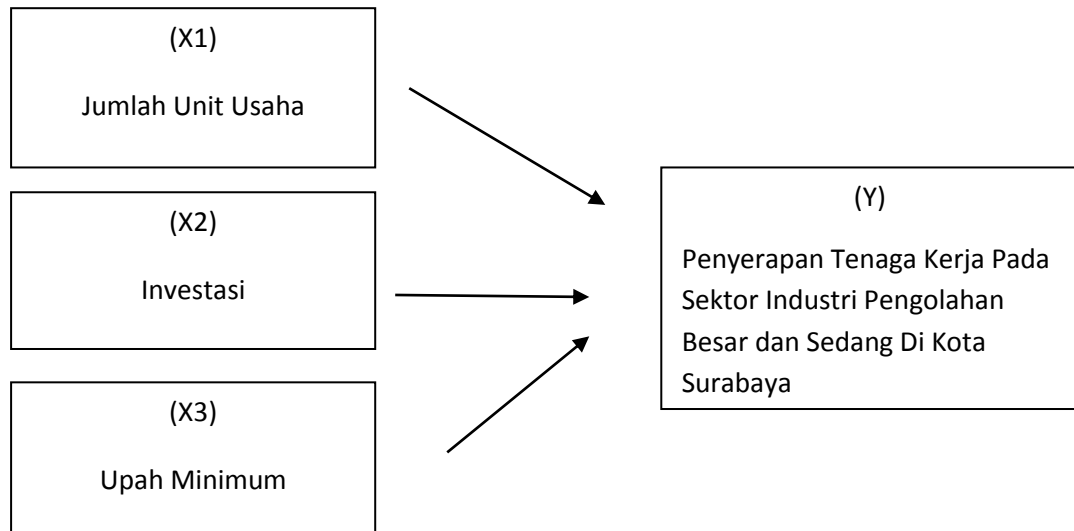 (X1)
Jumlah Unit Usaha
(X2)
Investasi
(X3)
Upah Minimum
(Y)
Penyerapan Tenaga Kerja Pada
Sektor Industri Pengolahan
Besar dan Sedang Di Kota
Surabaya